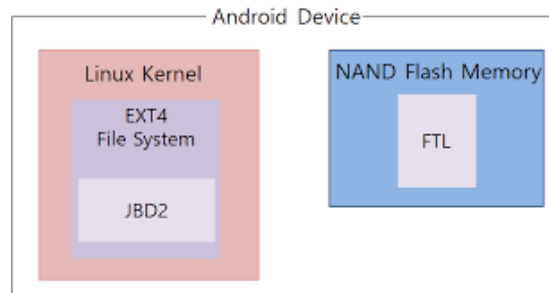 Android Device
Linux Kernel
EXT4
File System
JBD2
NAND Flash Memory
FTL